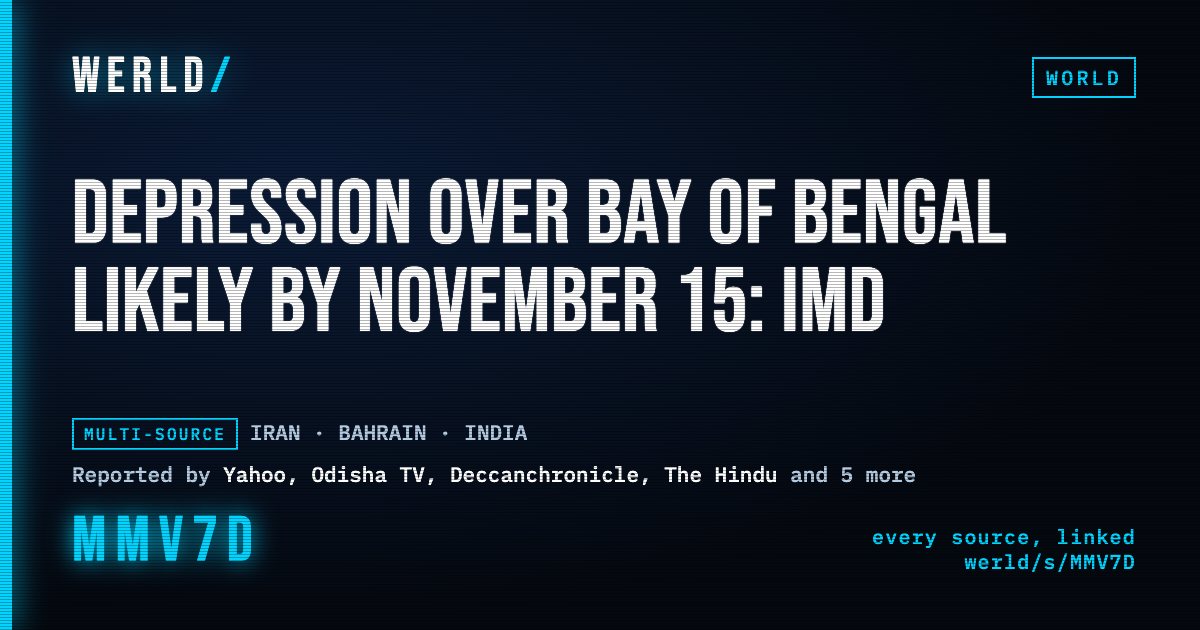 WERLD/
WORLD
DEPRESSION OVER BAY OF BENGAL
LIKELY BY NOVEMBER 15: IMD
MULTI-SOURCE IRAN · BAHRAIN · INDIA
Reported by Yahoo, Odisha TV, Deccanchronicle, The Hindu and 5 more
MMV7D
every source, linked
werld/s/MMV7D